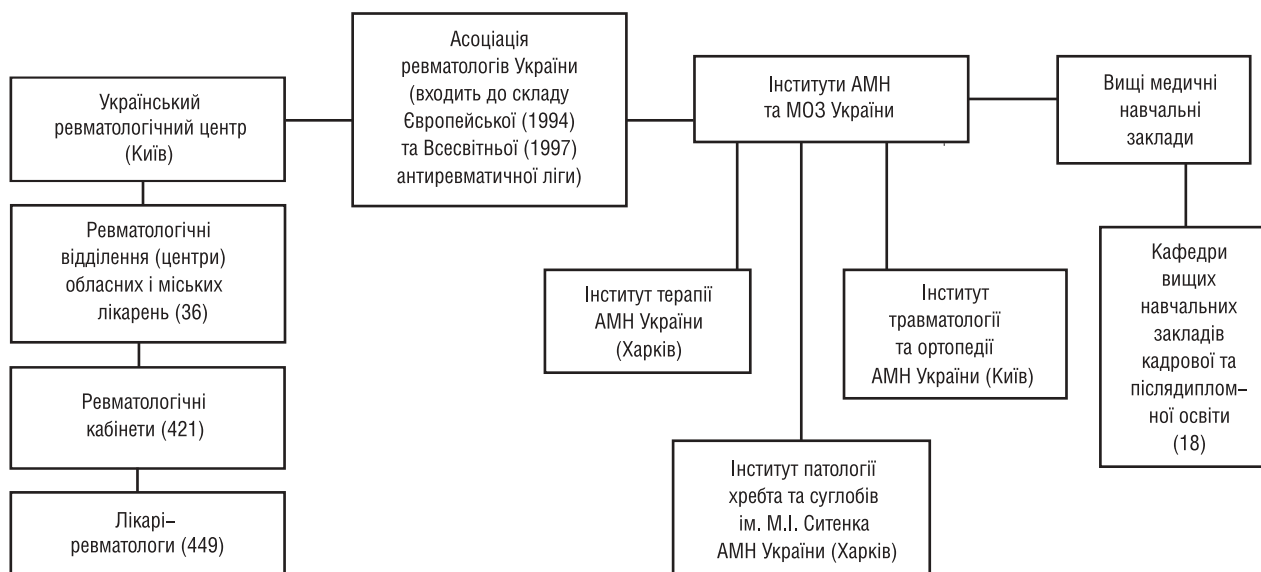 Український
ревматологічний центр
(Київ)
Асоціація
ревматологів України
(входить до складу
Європейської (1994)
та Всесвітньої (1997)
антиревматичної ліги)
Інститути АМН
та МОЗ України
Вищі медичні
навчальні
заклади
Ревматологічні
відділення (центри)
обласних і міських
лікарень (36)
Ревматологічні
кабінети (421)
Лікарі–
ревматологи (449)
Інститут терапії
АМН України
(Харків)
Інститут патології
хребта та суглобів
ім. М.І. Ситенка
АМН України (Харків)
Інститут
травматології
та ортопедії
АМН України (Київ)
Кафедри
вищих
навчальних
закладів
кадрової та
післядиплом–
ної освіти
(18)